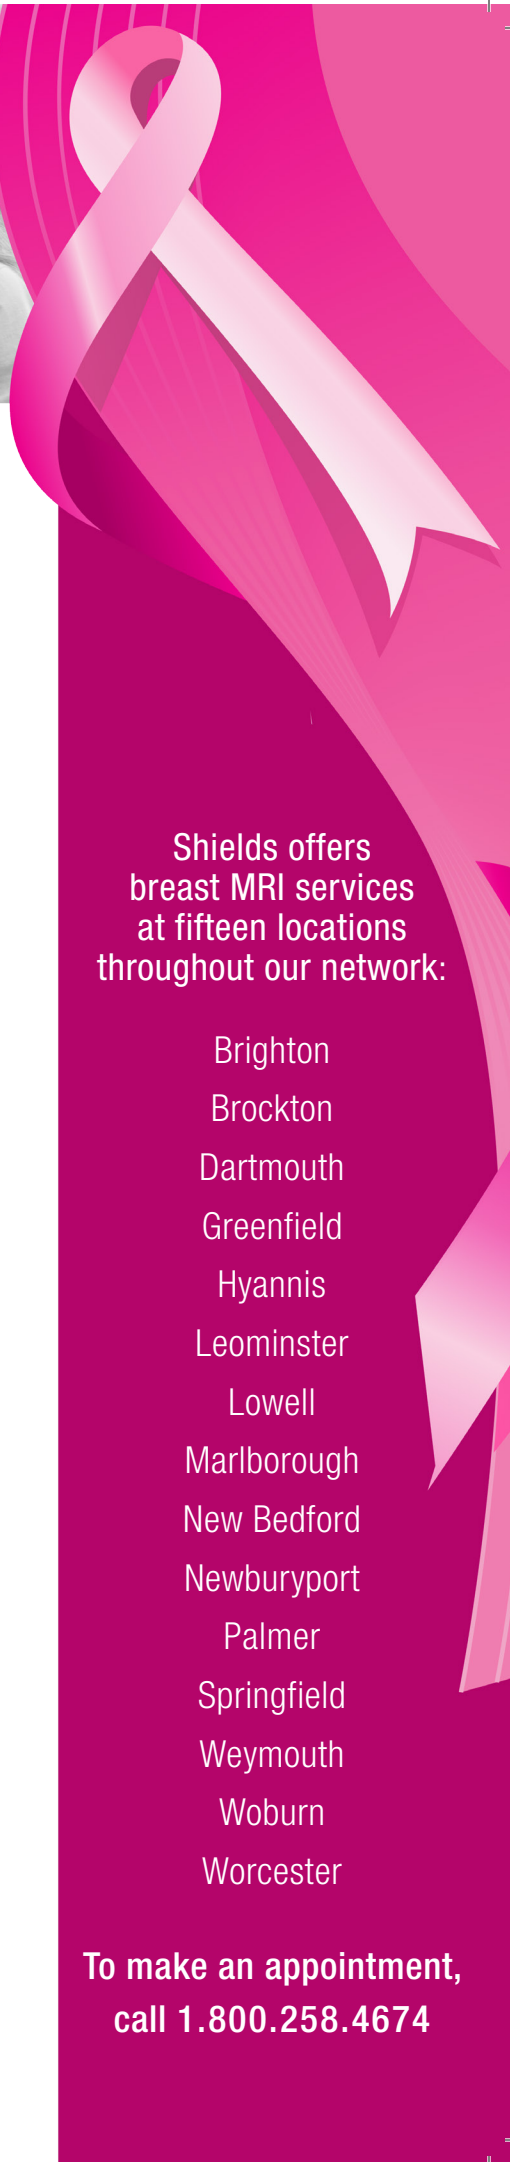 Shields offers
breast MRI services
at fifteen locations
throughout our network:
Brighton
Brockton
Dartmouth
Greenfield
Hyannis
Leominster
Lowell
Marlborough
New Bedford
Newburyport
Palmer
Springfield
Weymouth
Woburn
Worcester
To make an appointment,
call 1.800.258.4674